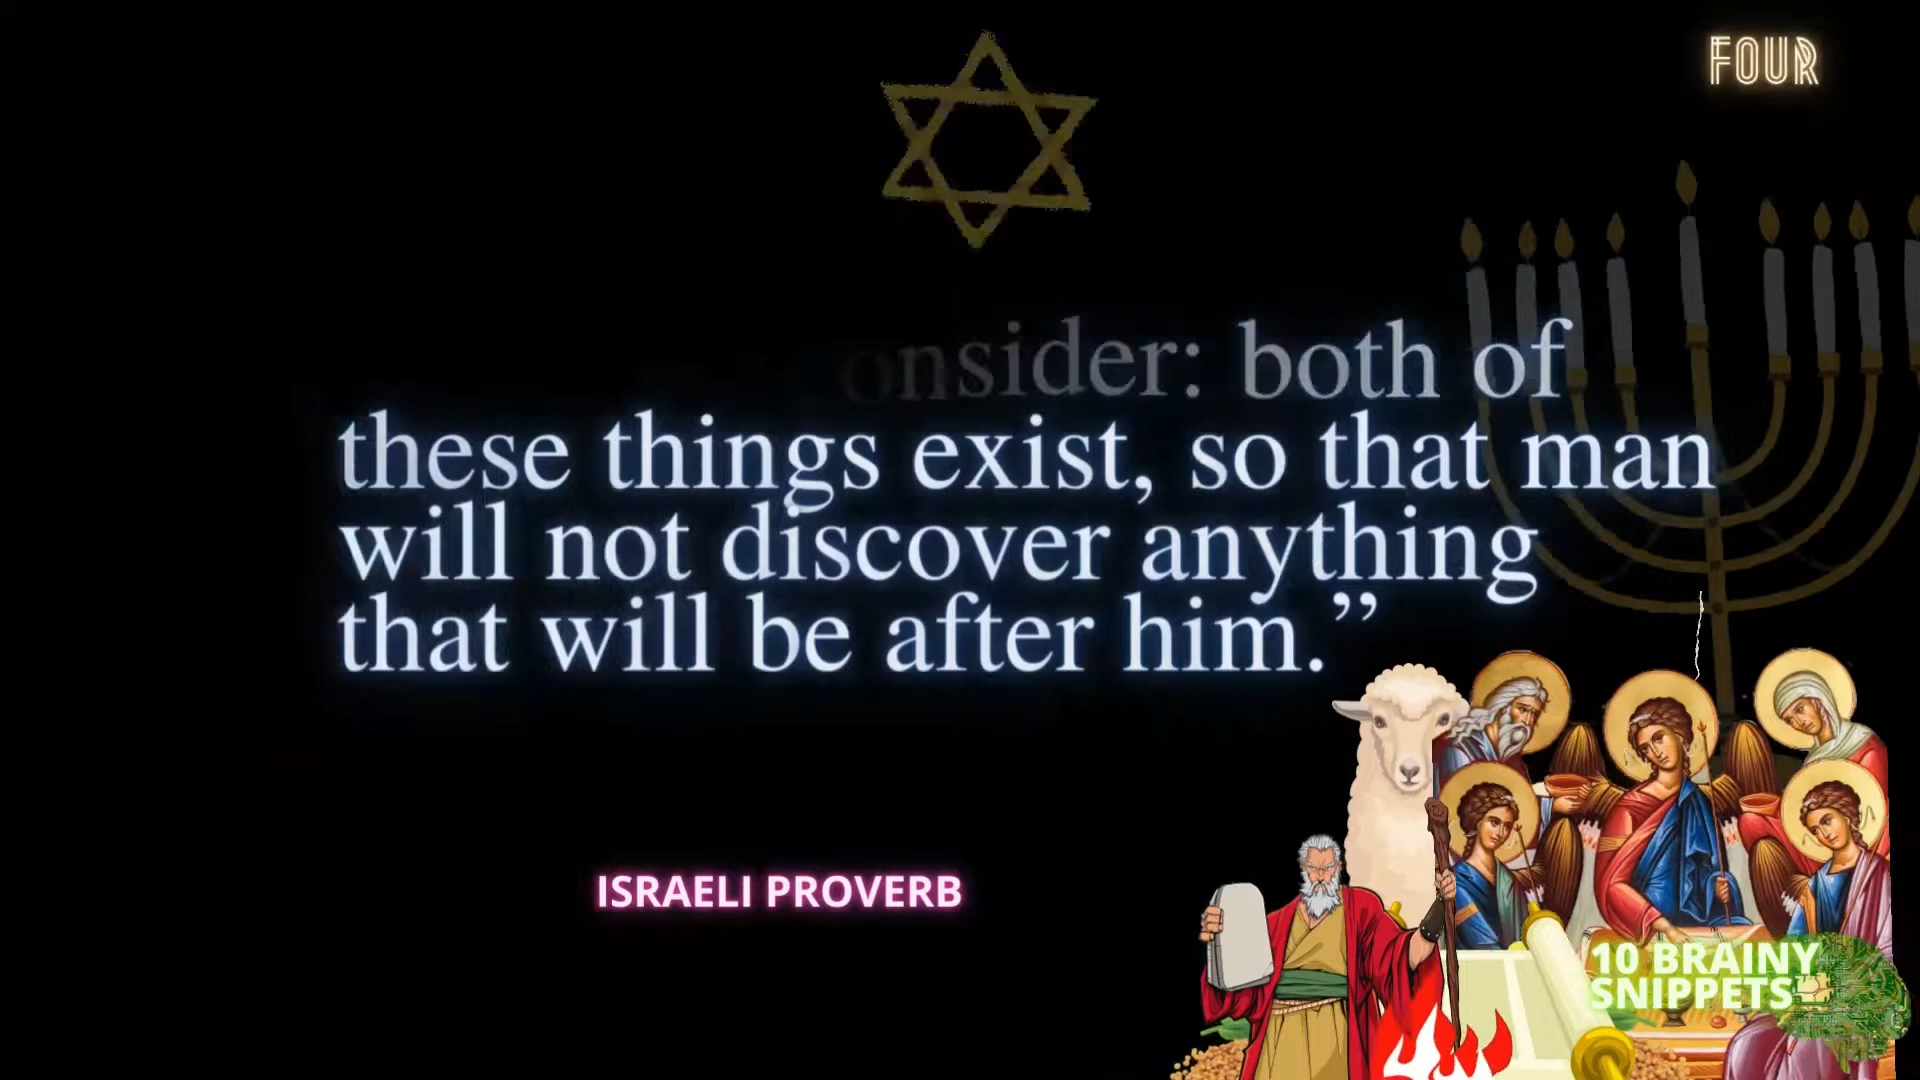 FOUR
onsider: both of
these things exist, so that man
will not discover anything
that will be after him.”
ISRAELI PROVERB
10 BRAINY
SNIPPETS